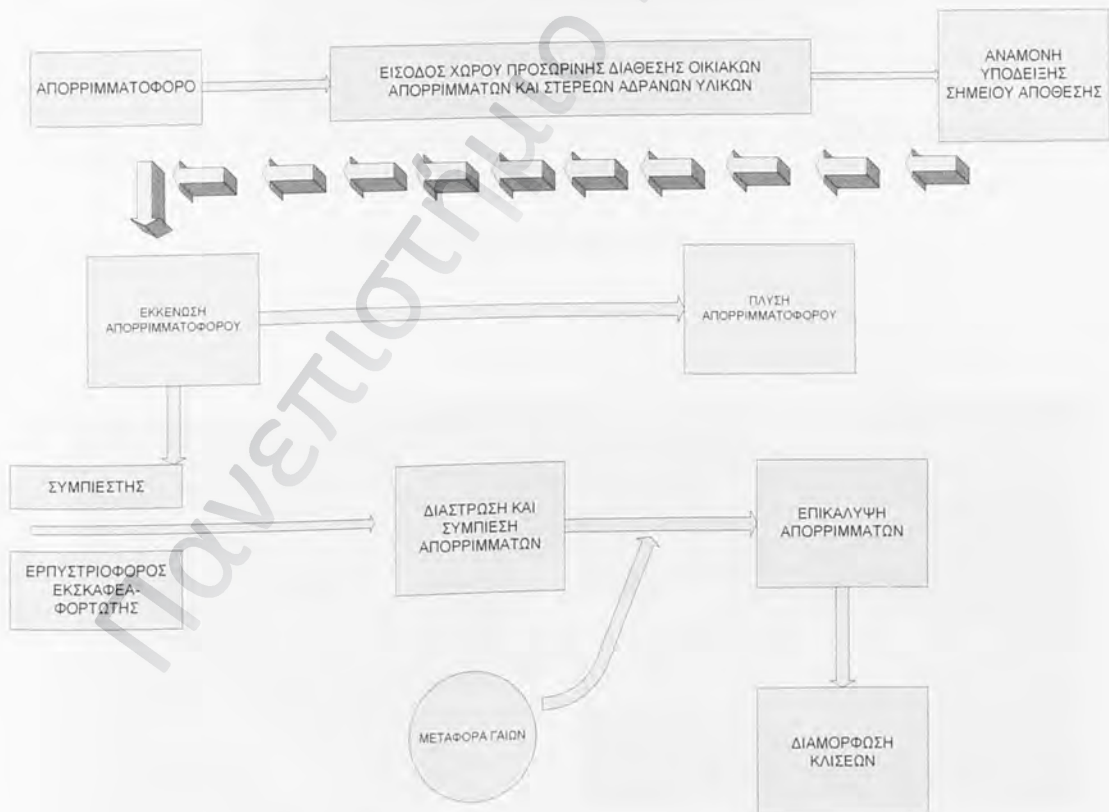 ΑΠΟΡΡΙΜΜΑΤΟΦΟΡΟ
ΕΙΣΟΔΟΣ ΧΩΡΟΥ ΠΡΟΣΩΡΙΝΗΣ ΔΙΑΘΕΣΗΣ ΟΙΚΙΑΚΩΝ
ΑΠΟΡΡΙΜΜΑΤΩΝ ΚΑΙ ΣΤΕΡΕΩΝ ΑΔΡΑΝΩΝ ΥΛΙΚΩΝ
ΑΝΑΜΟΝΗ
ΥΠΟΔΕΙΞΗΣ
ΣΗΜΕΙΟΥ ΑΠΟΘΕΣΗΣ
ΕΚΚΕΝΩΣΗ
ΑΠΟΡΡΙΜΜΑΤΟΦΟΡΟΥ.
ΠΛΥΣΗ
ΑΠΟΡΡΙΜΜΑΤΟΦΟΡΟΥ
ΣΥΜΠΙΕΣΤΗΣ
ΕΡΠΥΣΤΡΙΟΦΟΡΟΣ
ΕΚΣΚΑΦΕΑ-
ΦΟΡΤΩΤΗΣ
ΔΙΑΣΤΡΩΣΗ ΚΑΙ
ΣΥΜΠΙΕΣΗ
ΑΠΟΡΡΙΜΜΑΤΩΝ
ΕΠΙΚΑΛΥΨΗ
ΑΠΟΡΡΙΜΜΑΤΩΝ
ΜΕΤΑΦΟΡΑ ΓΑΙΩΝ
ΔΙΑΜΟΡΦΩΣΗ
ΚΛΙΣΕΩΝ
Πανεπιστήμιο